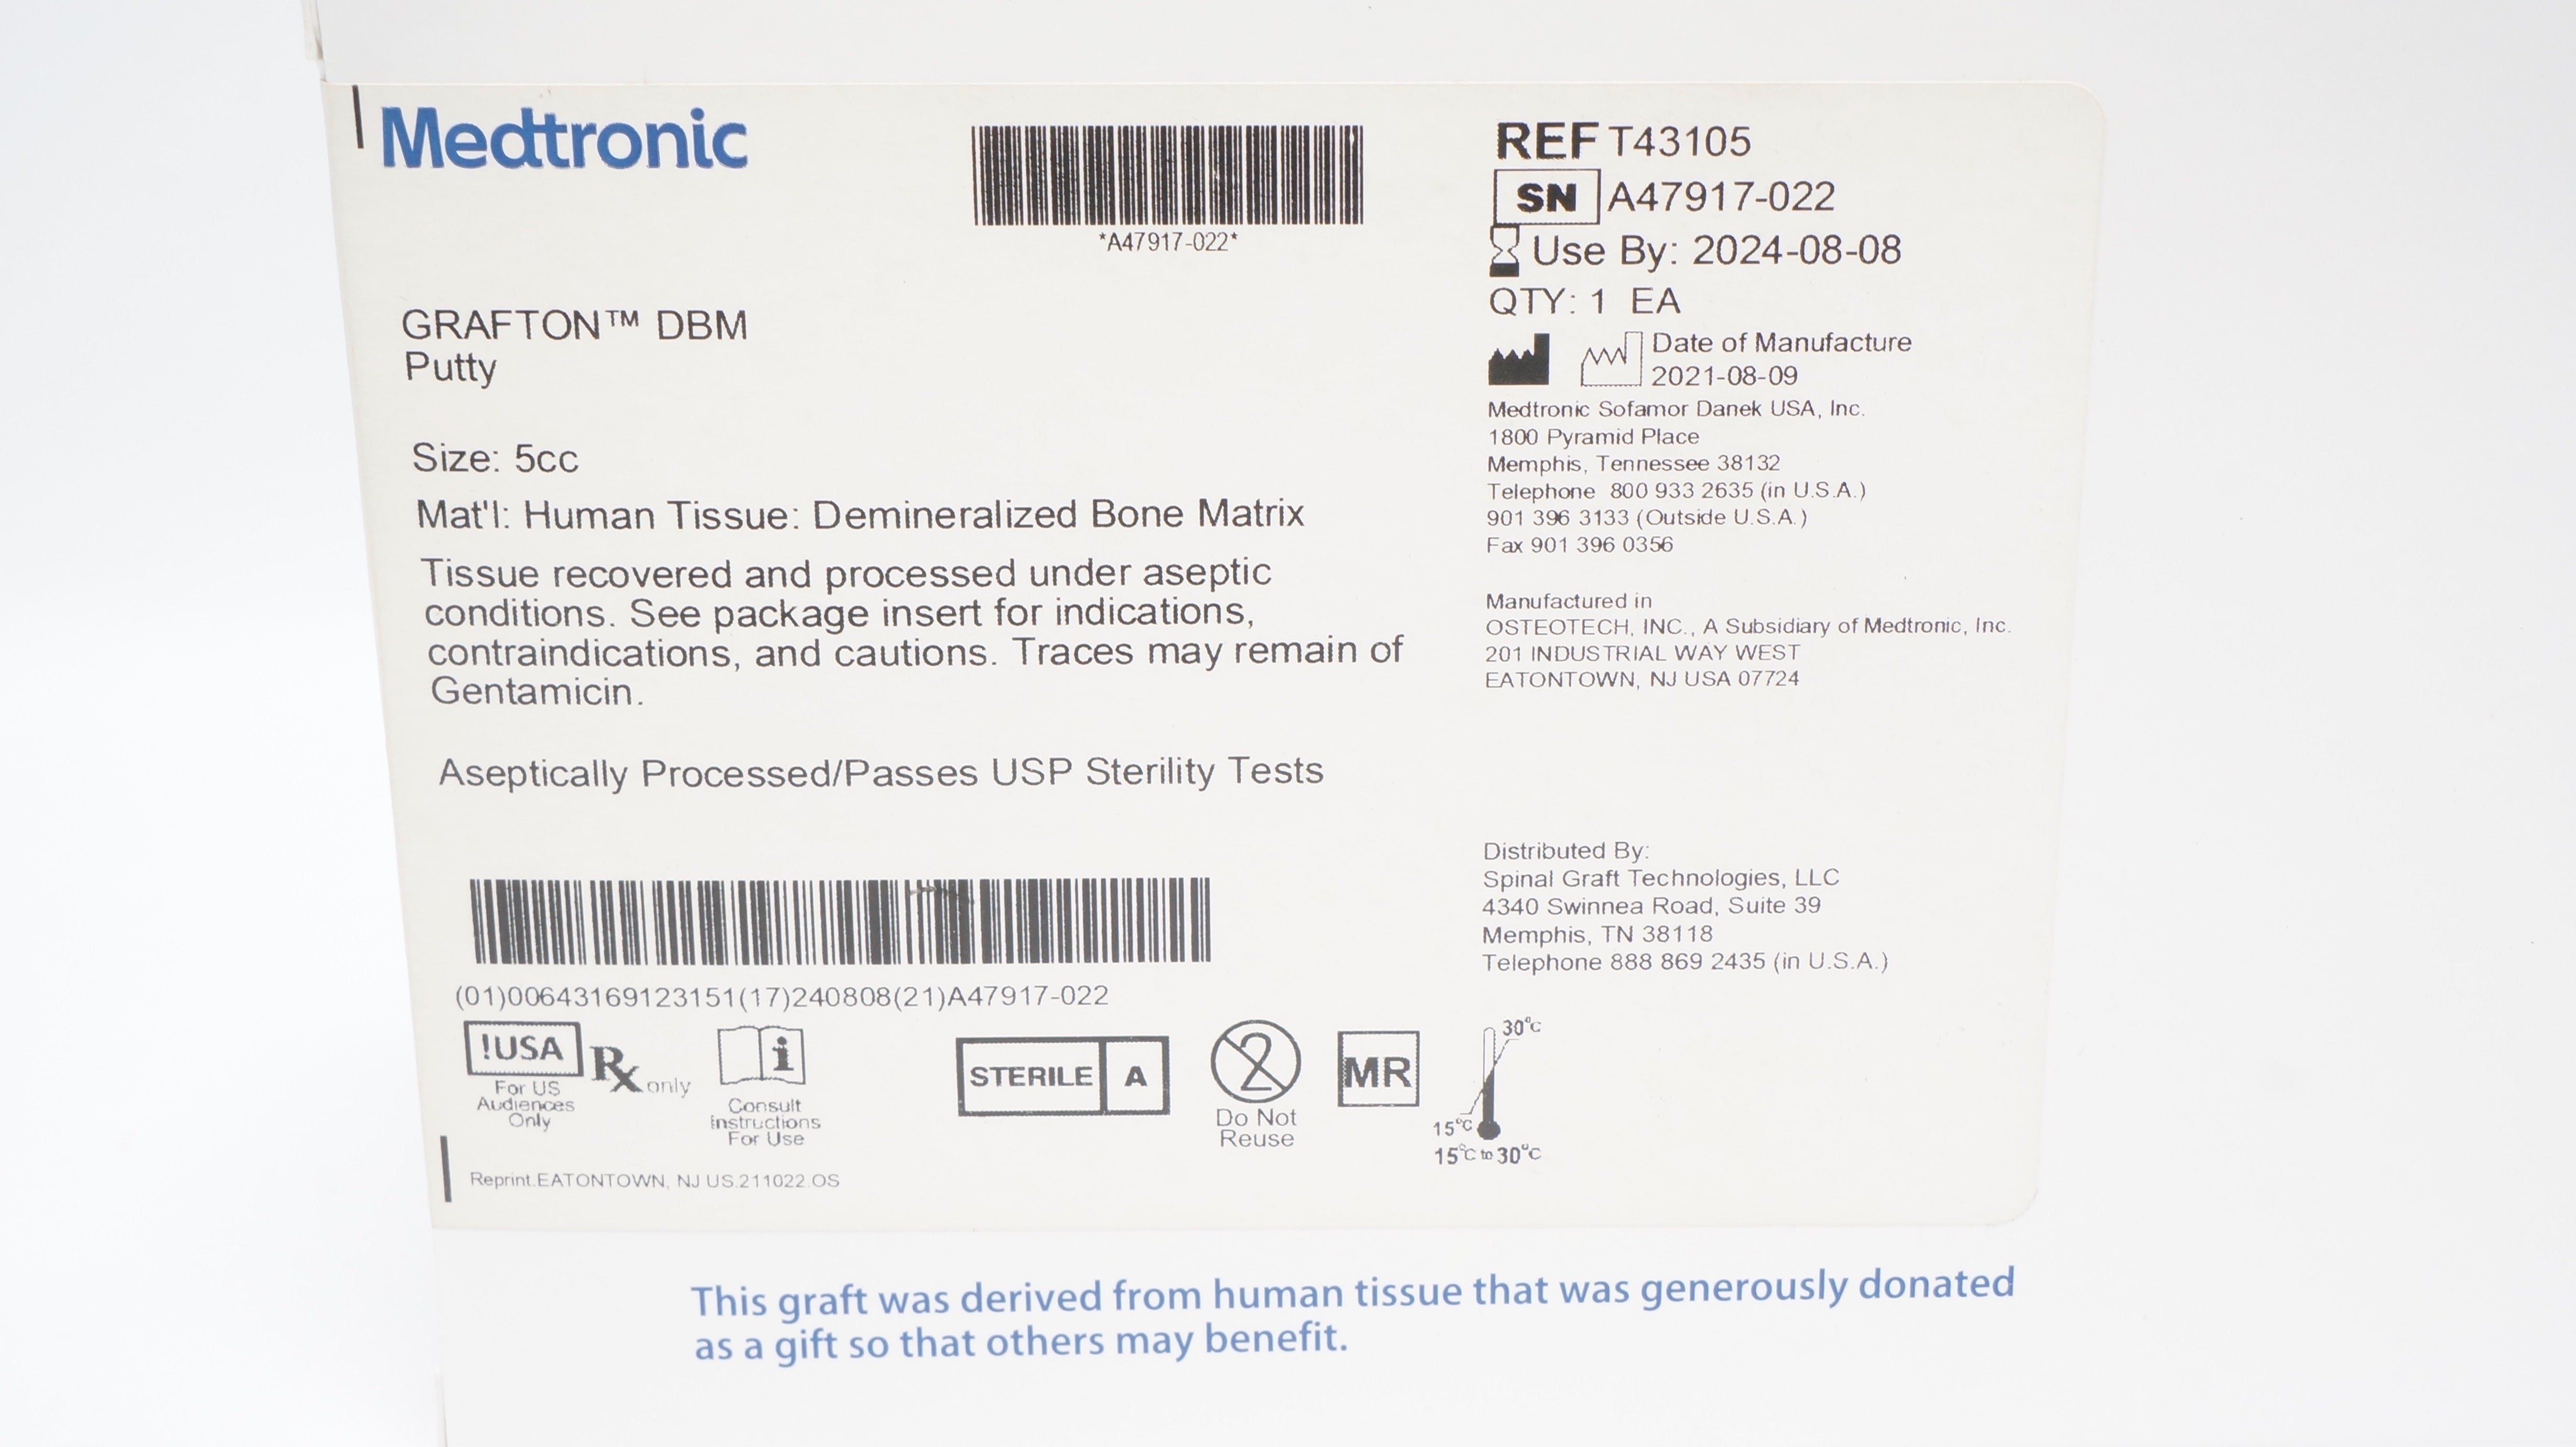 Medtronic
*A47917-022*
GRAFTON™ DBM
Putty
Size: 5cc
Mat'l: Human Tissue: Demineralized Bone Matrix
Tissue recovered and processed under aseptic
conditions. See package insert for indications,
contraindications, and cautions. Traces may remain of
Gentamicin.
Aseptically Processed/Passes USP Sterility Tests
(01)00643169123151(17)240808(21)A47917-022
!USA
For US
Audiences
Only
Rx only
i
Consult
Instructions
For Use
STERILE A
2
Do Not
Reuse
MR
30°C
15°C
15°C to 30°C
Reprint.EATONTOWN, NJ US.211022.OS
REF T43105
SN A47917-022
Use By: 2024-08-08
QTY: 1 EA
Date of Manufacture
2021-08-09
Medtronic Sofamor Danek USA, Inc.
1800 Pyramid Place
Memphis, Tennessee 38132
Telephone 800 933 2635 (in U.S.A.)
901 396 3133 (Outside U.S.A.)
Fax 901 396 0356
Manufactured in
OSTEOTECH, INC., A Subsidiary of Medtronic, Inc.
201 INDUSTRIAL WAY WEST
EATONTOWN, NJ USA 07724
Distributed By:
Spinal Graft Technologies, LLC
4340 Swinnea Road, Suite 39
Memphis, TN 38118
Telephone 888 869 2435 (in U.S.A.)
This graft was derived from human tissue that was generously donated
as a gift so that others may benefit.